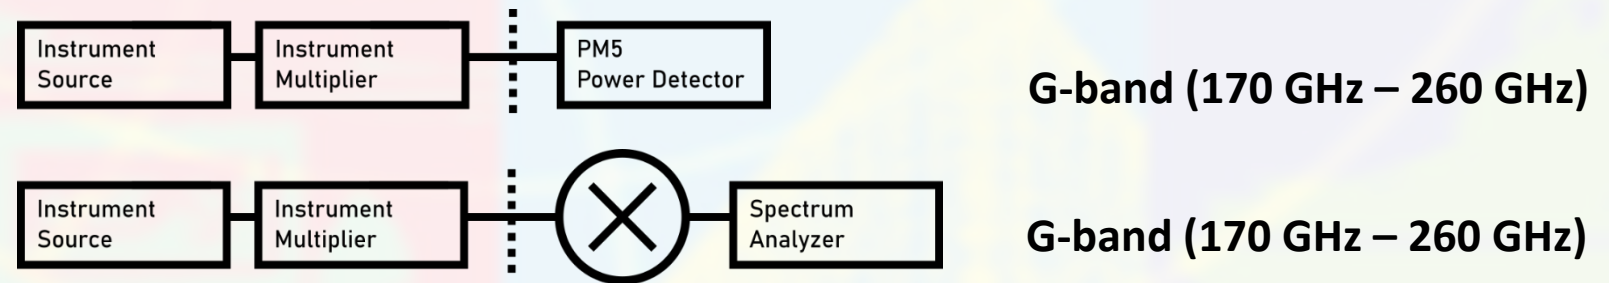 Instrument
Source
Instrument
Multiplier
PM5
Power Detector
G-band (170 GHz – 260 GHz)
Instrument
Source
Instrument
Multiplier
Spectrum
Analyzer
G-band (170 GHz – 260 GHz)